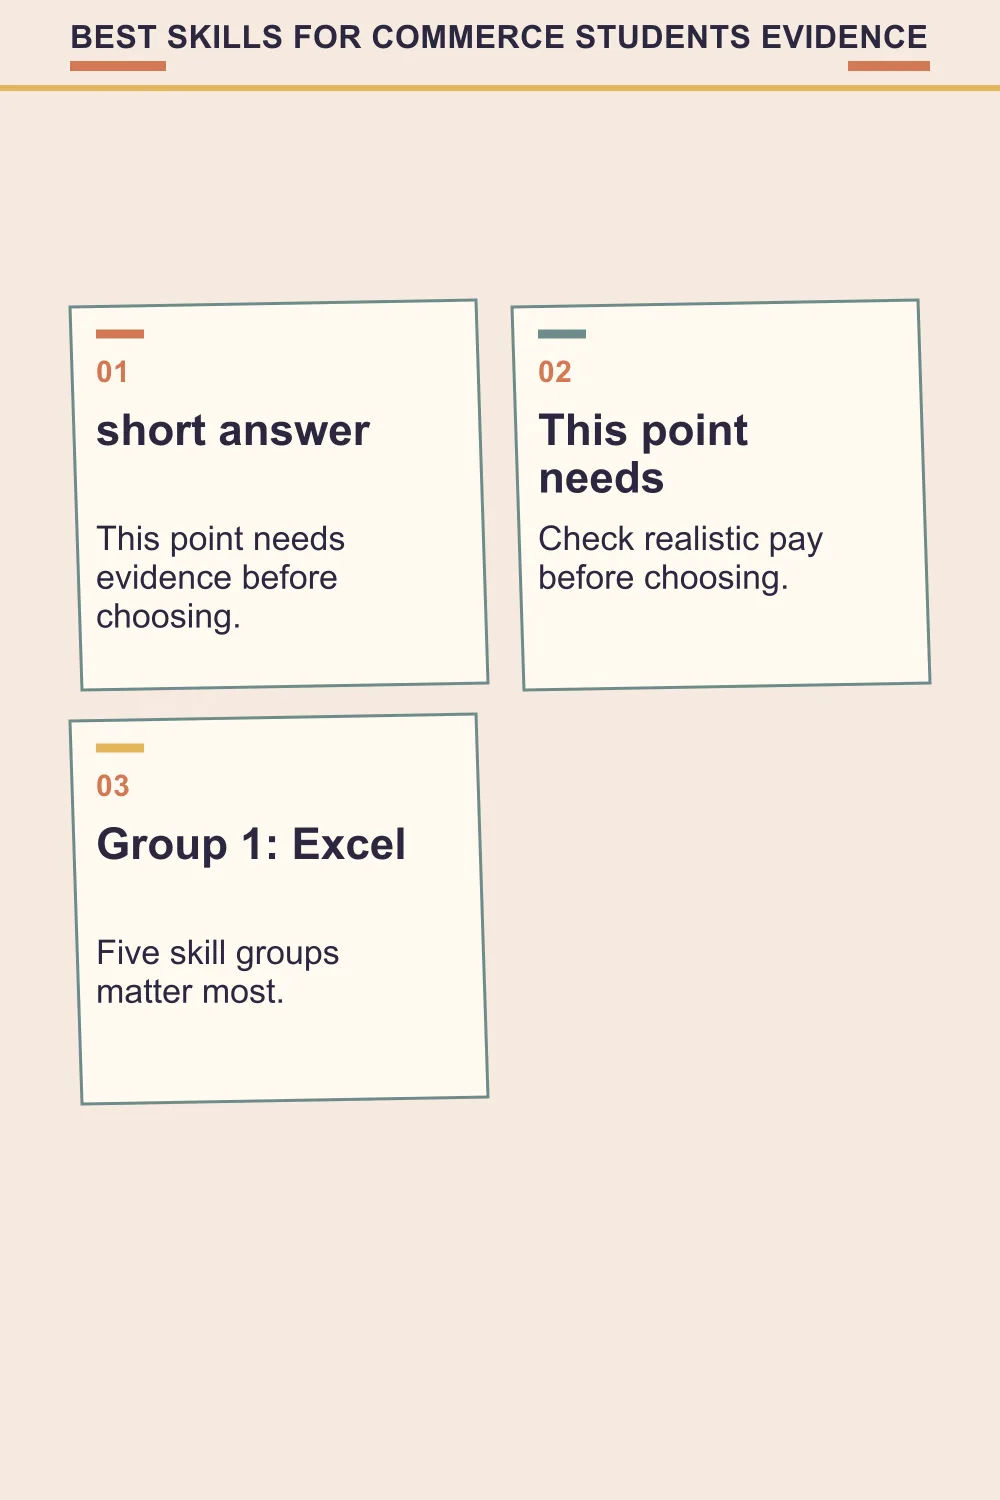 BEST SKILLS FOR COMMERCE STUDENTS EVIDENCE
01
short answer
This point needs
evidence before
choosing.
02
This point
needs
Check realistic pay
before choosing.
03
Group 1: Excel
Five skill groups
matter most.